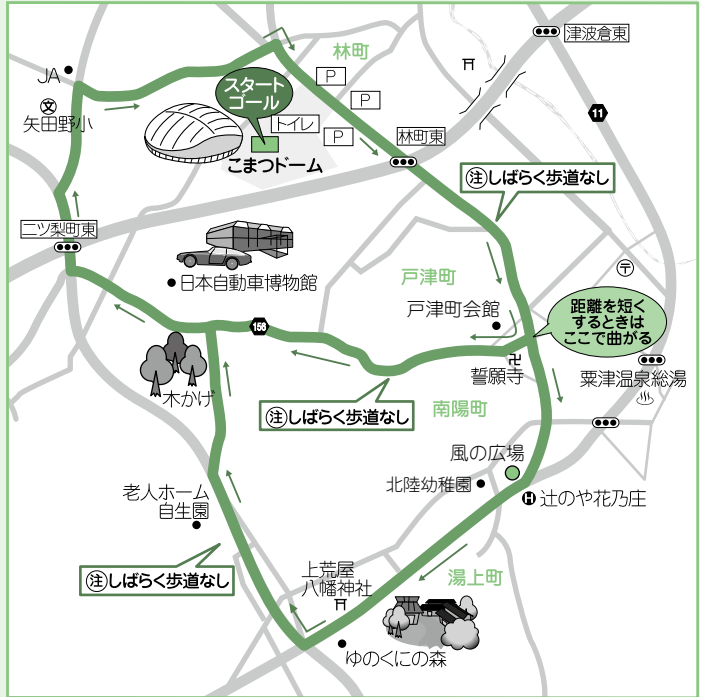 津波倉東
林町
JA
スタート
ゴール
P
P
トイレ
P
文
矢田野小
11
林町東
こまつドーム
注しばらく歩道なし
二ツ梨町東
戸津町
〒
日本自動車博物館
戸津町会館
距離を短く
するときは
ここで曲がる
156
誓願寺
粟津温泉総湯
木かげ
注しばらく歩道なし
南陽町
風の広場
北陸幼稚園
H辻のや花乃庄
老人ホーム
自生園
注しばらく歩道なし
上荒屋
八幡神社
湯上町
ゆのくにの森